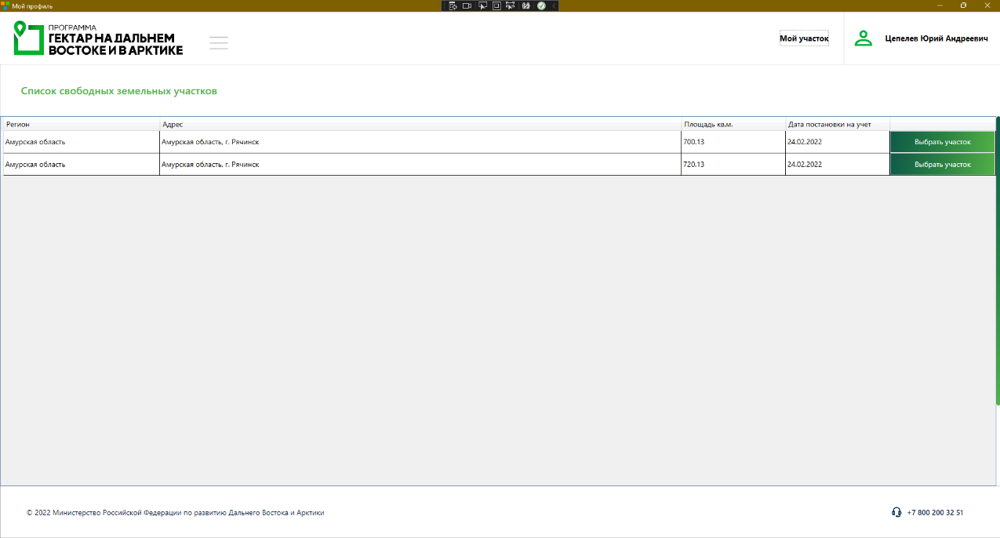 Мой профиль
ПРОГРАММА
ГЕКТАР НА ДАЛЬНЕМ
ВОСТОКЕ И В АРКТИКЕ
Мой участок
Цепелев Юрий Андреевич
Список свободных земельных участков
Регион Адрес Площадь кв.м. Дата постановки на учет
Амурская область Амурская область, г. Рячинск 700.13 24.02.2022 Выбрать участок
Амурская область Амурская область, г. Рячинск 720.13 24.02.2022 Выбрать участок
© 2022 Министерство Российской Федерации по развитию Дальнего Востока и Арктики
+7 800 200 32 51